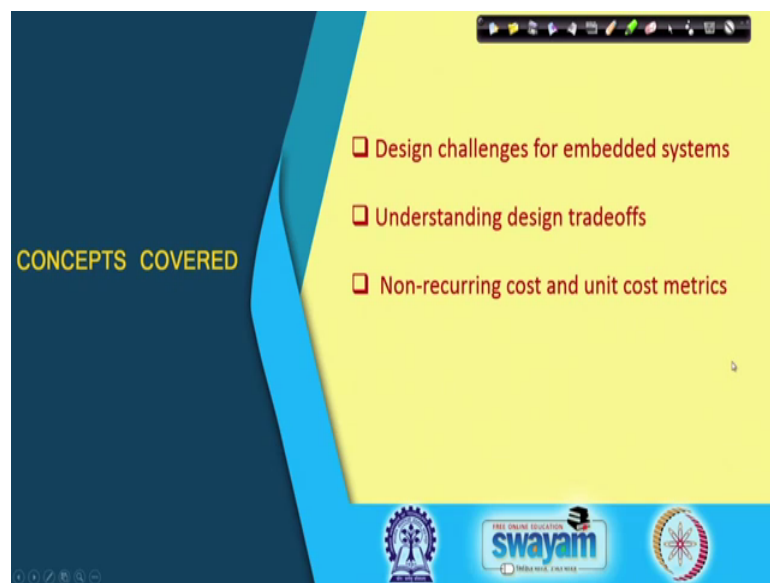 CONCEPTS COVERED
Design challenges for embedded systems
Understanding design tradeoffs
Non-recurring cost and unit cost metrics
FREE ONLINE EDUCATION
swayam